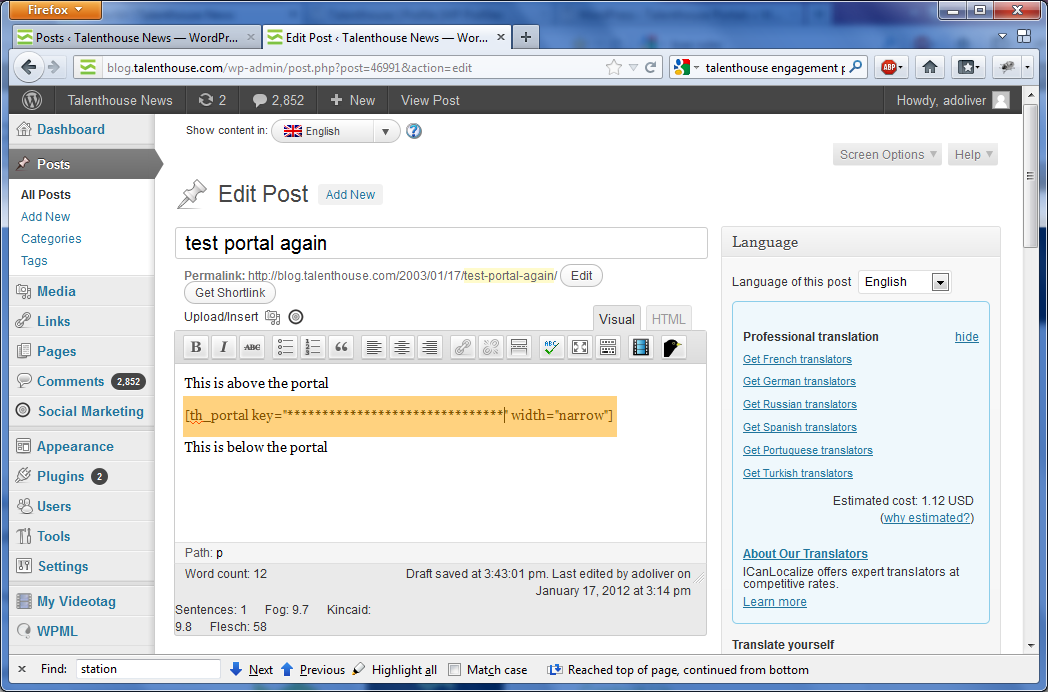 Firefox
Posts ‹ Talenthouse News — WordPr...
Edit Post ‹ Talenthouse News — Wor...
blog.talenthouse.com/wp-admin/post.php?post=46991&action=edit
talenthouse engagement p
ABP
Talenthouse News 2 2,852 + New View Post Howdy, adoliver
Dashboard
Posts
All Posts
Add New
Categories
Tags
Media
Links
Pages
Comments 2,852
Social Marketing
Appearance
Plugins 2
Users
Tools
Settings
My Videotag
WPML
Show content in: English ?
Screen Options Help
Edit Post Add New
test portal again
Permalink: http://blog.talenthouse.com/2003/01/17/test-portal-again/ Edit
Get Shortlink
Upload/Insert
Visual HTML
B I ABC
ABC
This is above the portal
[th_portal key="*******************************" width="narrow"]
This is below the portal
Path: p
Word count: 12
Draft saved at 3:43:01 pm. Last edited by adoliver on
January 17, 2012 at 3:14 pm
Sentences: 1 Fog: 9.7 Kincaid:
9.8 Flesch: 58
Language
Language of this post English
Professional translation hide
Get French translators
Get German translators
Get Russian translators
Get Spanish translators
Get Portuguese translators
Get Turkish translators
Estimated cost: 1.12 USD
(why estimated?)
About Our Translators
ICanLocalize offers expert translators at
competitive rates.
Learn more
Translate yourself
× Find: station Next Previous Highlight all Match case Reached top of page, continued from bottom